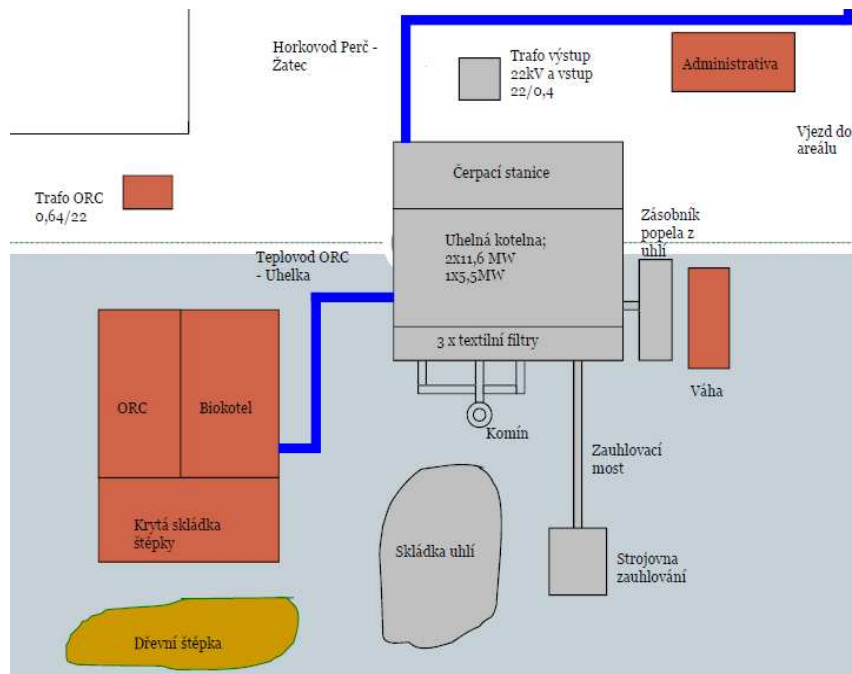 Horkovod Perč -
Žatec
Trafo výstup
22kV a vstup
22/0,4
Administrativa
Vjezd do
areálu
Trafo ORC
0,64/22
Čerpací stanice
Zásobník
popela z
uhlí
Uhelná kotelna;
2x11,6 MW
1x5,5MW
Teplovod ORC
- Uhelka
3 x textilní filtry
Váha
ORC
Biokotel
Komín
Zauhlovací
most
Krytá skládka
štěpky
Skládka uhlí
Strojovna
zauhlování
Dřevní štěpka